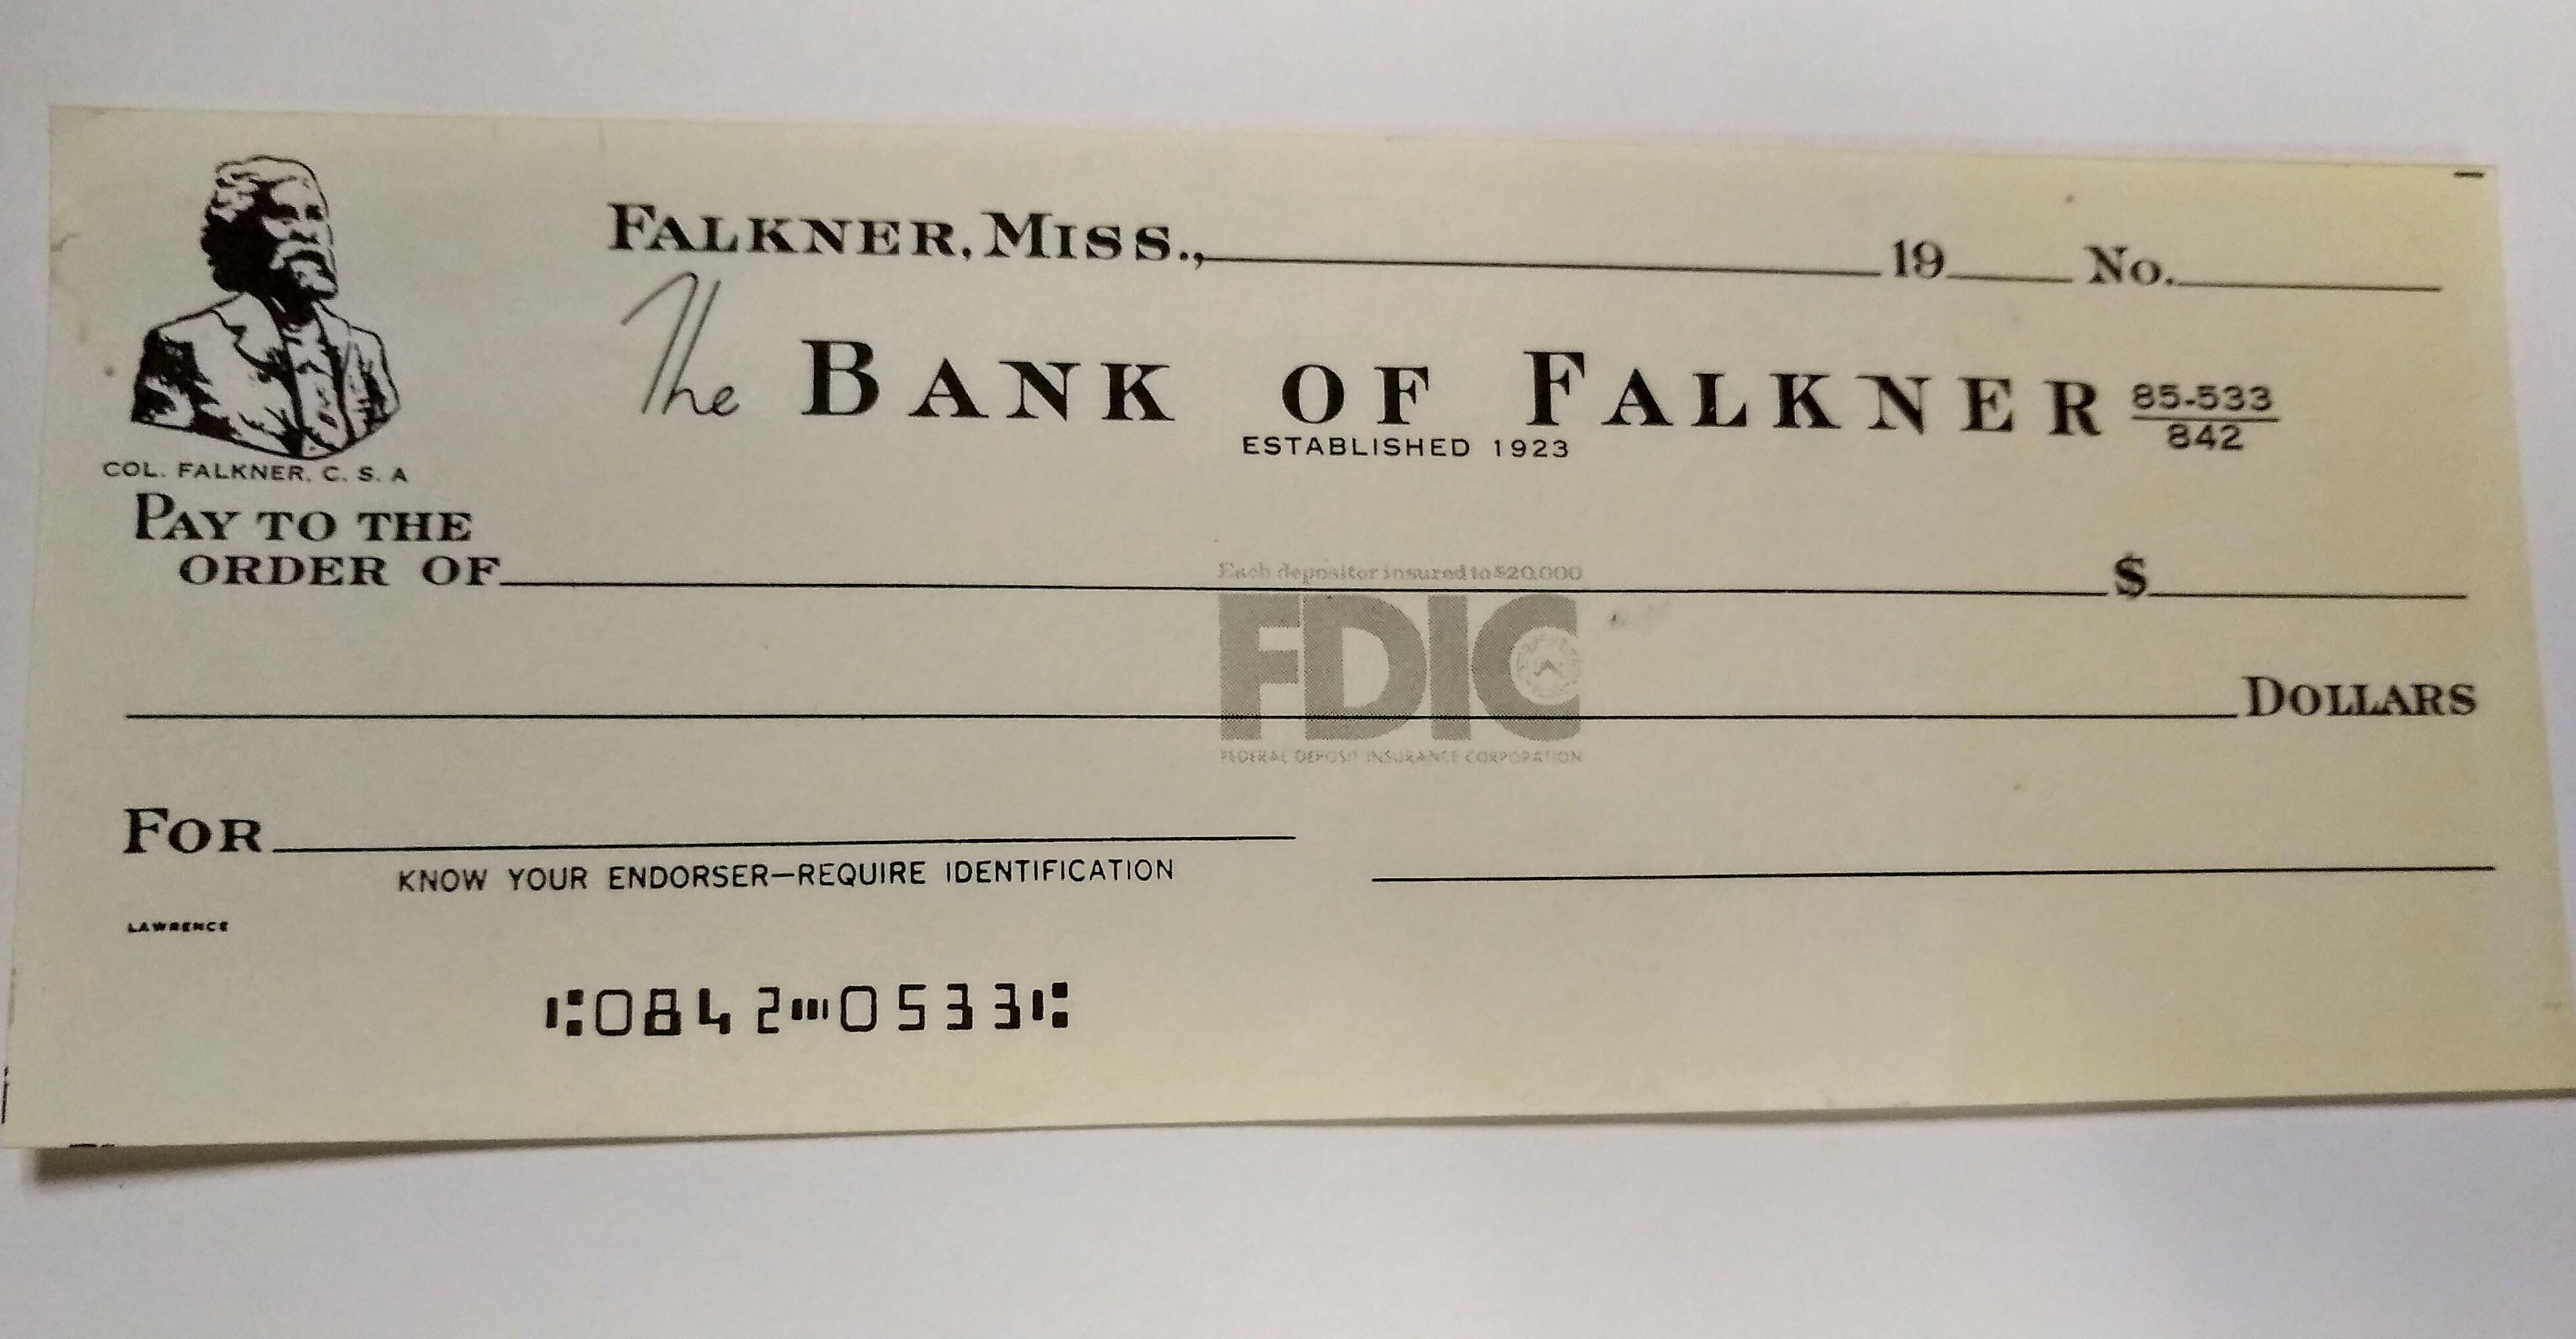 FALKNER, MISS., 19 No.
The BANK OF FALKNER 85-533
842
ESTABLISHED 1923
COL. FALKNER, C. S. A
PAY TO THE
ORDER OF $
Each depositor insured to $20,000
FDIC
DOLLARS
FEDERAL DEPOSIT INSURANCE CORPORATION
FOR
KNOW YOUR ENDORSER—REQUIRE IDENTIFICATION
LAWRENCE
⑆0842⑉0533⑆